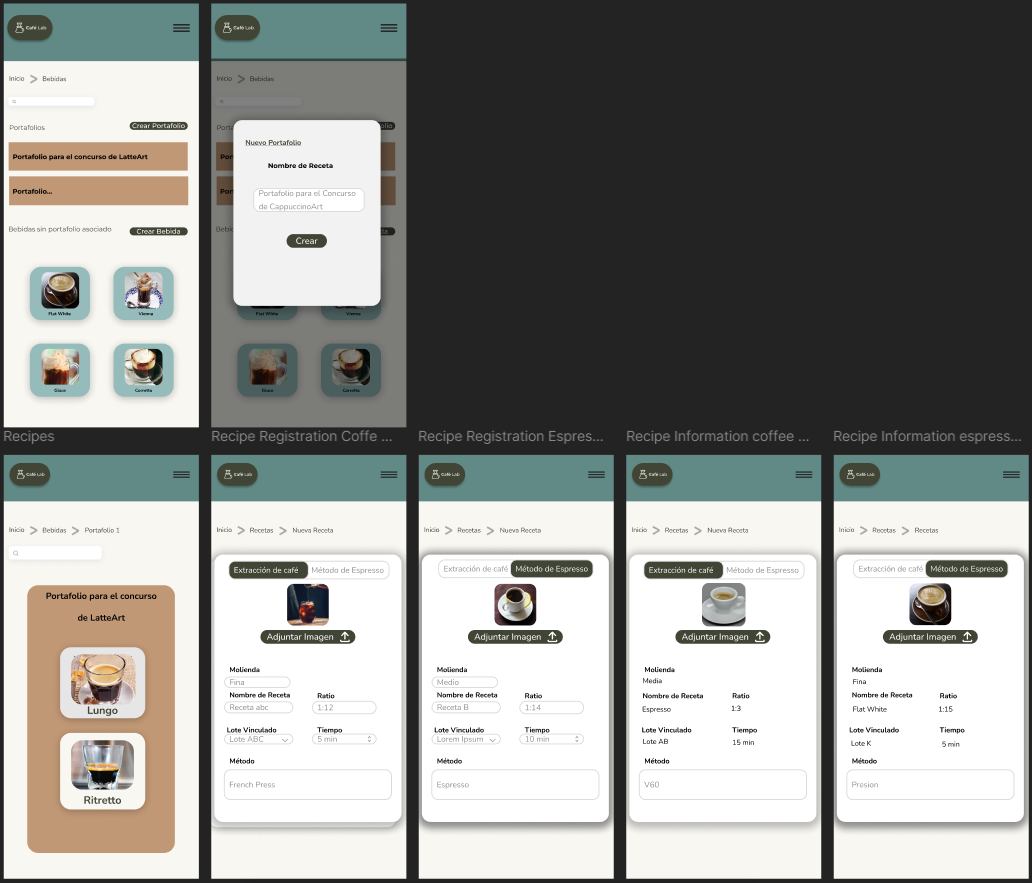 Café Lab
Inicio > Bebidas
Portafolios
Crear Portafolio
Portafolio para el concurso de LatteArt
Portafolio...
Bebidas sin portafolio asociado
Crear Bebida
Flat White
Vienna
Glace
Corretto
Café Lab
Inicio > Bebidas
Nuevo Portafolio
Nombre de Receta
Portafolio para el Concurso
de CappuccinoArt
Crear
Flat White
Vienna
Glace
Corretto
Recipes
Recipe Registration Coffe ...
Recipe Registration Espres...
Recipe Information coffee ...
Recipe Information espress...
Café Lab
Inicio > Bebidas > Portafolio 1
Portafolio para el concurso
de LatteArt
Lungo
Ritretto
Café Lab
Inicio > Recetas > Nueva Receta
Extracción de café
Método de Espresso
Adjuntar Imagen
Molienda
Fina
Nombre de Receta
Ratio
Receta abc
1:12
Lote Vinculado
Tiempo
Lote ABC
5 min
Método
French Press
Café Lab
Inicio > Recetas > Nueva Receta
Extracción de café
Método de Espresso
Adjuntar Imagen
Molienda
Medio
Nombre de Receta
Ratio
Receta B
1:14
Lote Vinculado
Tiempo
Lorem Ipsum
10 min
Método
Espresso
Café Lab
Inicio > Recetas > Nueva Receta
Extracción de café
Método de Espresso
Adjuntar Imagen
Molienda
Media
Nombre de Receta
Ratio
Espresso
1:3
Lote Vinculado
Tiempo
Lote AB
15 min
Método
V60
Café Lab
Inicio > Recetas > Recetas
Extracción de café
Método de Espresso
Adjuntar Imagen
Molienda
Fina
Nombre de Receta
Ratio
Flat White
1:15
Lote Vinculado
Tiempo
Lote K
5 min
Método
Presion